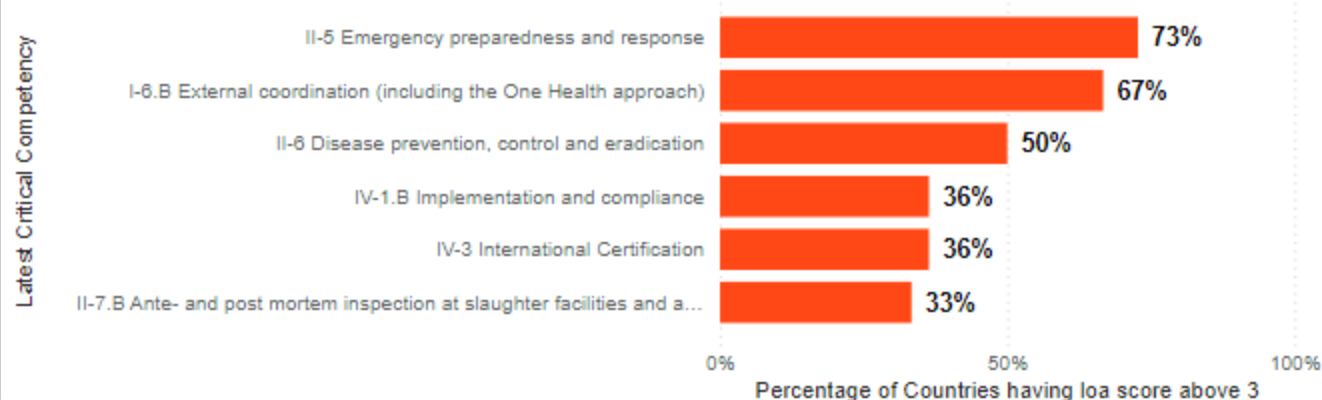 Latest Critical Competency
II-5 Emergency preparedness and response
73%
I-6.B External coordination (including the One Health approach)
67%
II-6 Disease prevention, control and eradication
50%
IV-1.B Implementation and compliance
36%
IV-3 International Certification
36%
II-7.B Ante- and post mortem inspection at slaughter facilities and a...
33%
0%
50%
100%
Percentage of Countries having loa score above 3